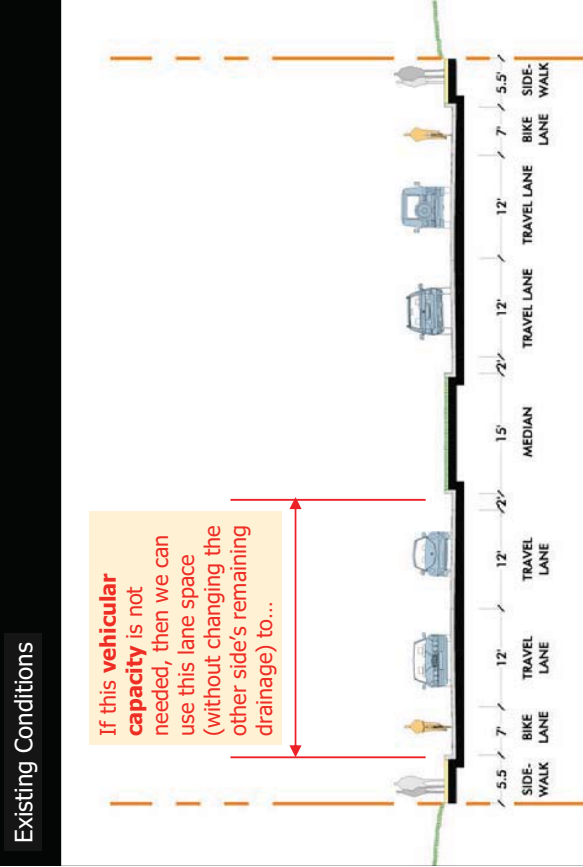 Existing Conditions
If this vehicular
capacity is not
needed, then we can
use this lane space
(without changing the
other side's remaining
drainage) to...
5.5 7' 12' 12' 2' 15' 2' 12' 12' 7' 5.5'
SIDE-
WALK
BIKE
LANE
TRAVEL
LANE
TRAVEL
LANE
MEDIAN
TRAVEL LANE
TRAVEL LANE
BIKE
LANE
SIDE-
WALK